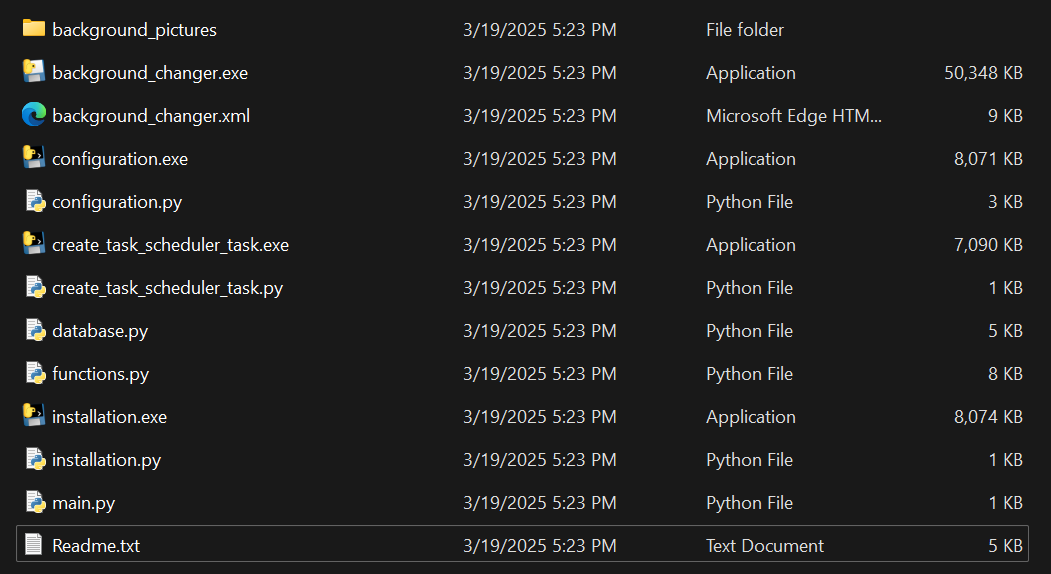 background_pictures 3/19/2025 5:23 PM File folder
background_changer.exe 3/19/2025 5:23 PM Application 50,348 KB
background_changer.xml 3/19/2025 5:23 PM Microsoft Edge HTM... 9 KB
configuration.exe 3/19/2025 5:23 PM Application 8,071 KB
configuration.py 3/19/2025 5:23 PM Python File 3 KB
create_task_scheduler_task.exe 3/19/2025 5:23 PM Application 7,090 KB
create_task_scheduler_task.py 3/19/2025 5:23 PM Python File 1 KB
database.py 3/19/2025 5:23 PM Python File 5 KB
functions.py 3/19/2025 5:23 PM Python File 8 KB
installation.exe 3/19/2025 5:23 PM Application 8,074 KB
installation.py 3/19/2025 5:23 PM Python File 1 KB
main.py 3/19/2025 5:23 PM Python File 1 KB
Readme.txt 3/19/2025 5:23 PM Text Document 5 KB